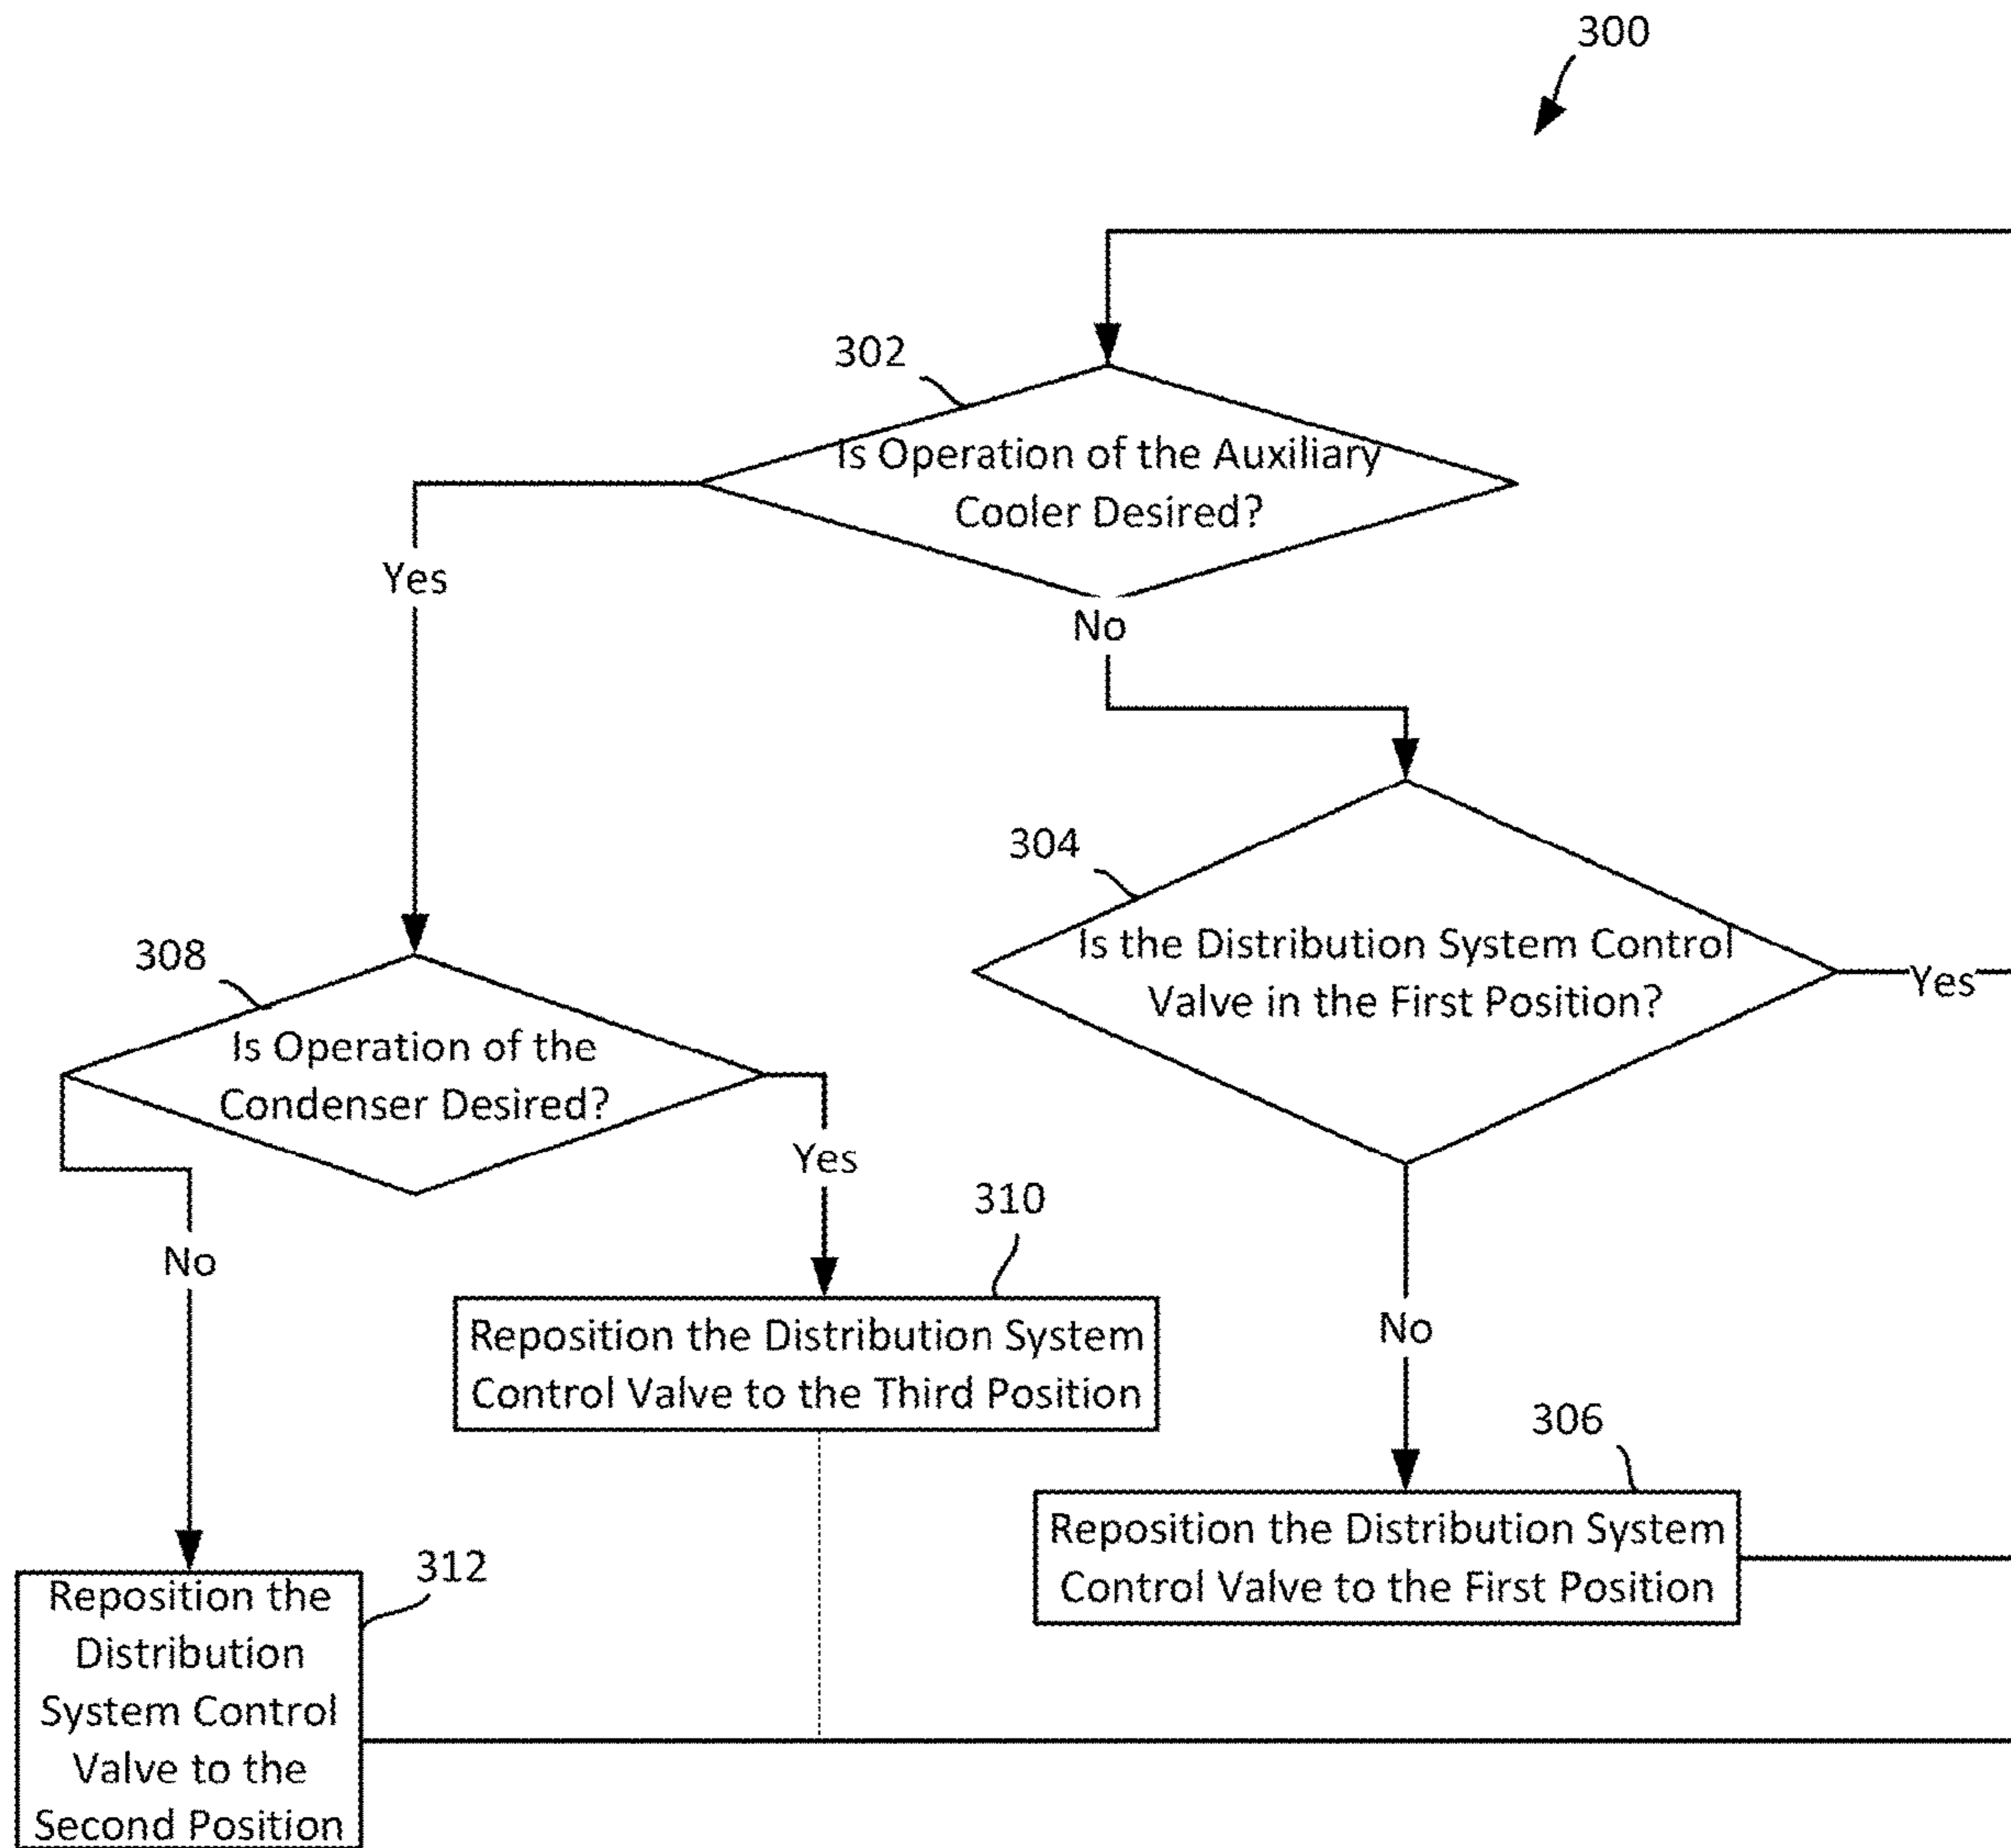 300
302
Is Operation of the Auxiliary
Cooler Desired?
Yes
No
304
Is the Distribution System Control
Valve in the First Position?
Yes
308
Is Operation of the
Condenser Desired?
Yes
No
310
Reposition the Distribution System
Control Valve to the Third Position
No
306
Reposition the Distribution System
Control Valve to the First Position
312
Reposition the
Distribution
System Control
Valve to the
Second Position